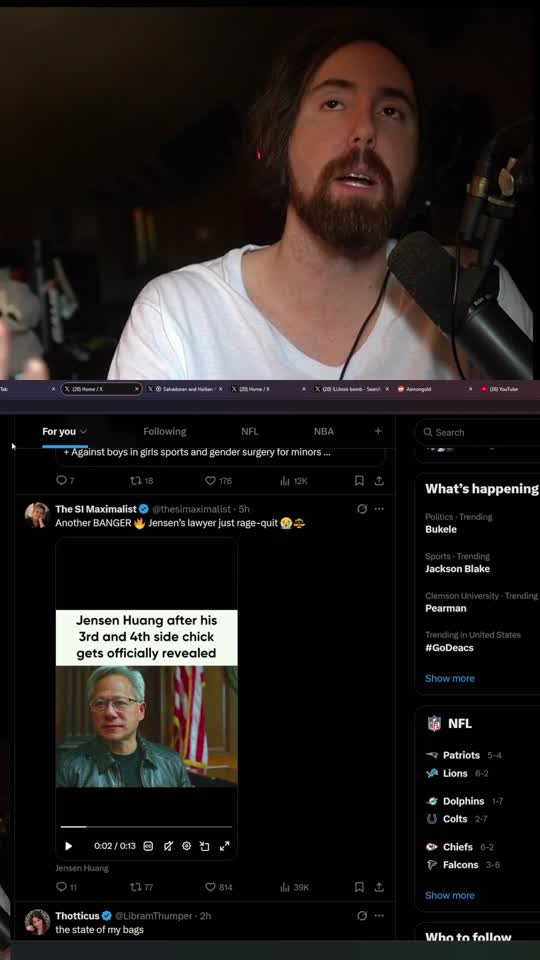 Tab
(20) Home / X
Salvadoran and Haitian
(20) Home / X
(20) ILLinois bomb - Search
Asmongold
(36) YouTube
For you
Following
NFL
NBA
+
Search
+ Against boys in girls sports and gender surgery for minors ...
7
18
176
12K
The SI Maximalist @thesimaximalist · 5h
Another BANGER 🔥 Jensen's lawyer just rage-quit 😭⚖️
Jensen Huang after his
3rd and 4th side chick
gets officially revealed
0:02 / 0:13
Jensen Huang
11
77
814
39K
Thotticus @LibramThumper · 2h
the state of my bags
What's happening
Politics · Trending
Bukele
Sports · Trending
Jackson Blake
Clemson University · Trending
Pearman
Trending in United States
#GoDeacs
Show more
NFL
Patriots 5-4
Lions 6-2
Dolphins 1-7
Colts 2-7
Chiefs 6-2
Falcons 3-6
Show more
Who to follow